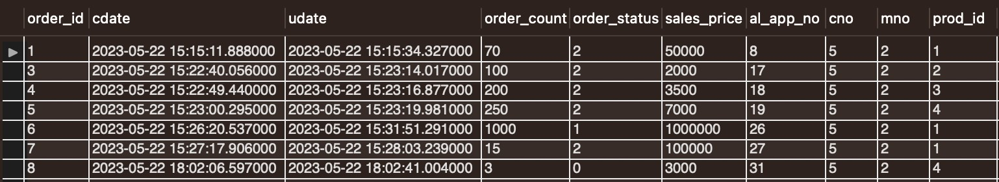 order_id cdate udate order_count order_status sales_price al_app_no cno mno prod_id
1 2023-05-22 15:15:11.888000 2023-05-22 15:15:34.327000 70 2 50000 8 5 2 1
3 2023-05-22 15:22:40.056000 2023-05-22 15:23:14.017000 100 2 2000 17 5 2 2
4 2023-05-22 15:22:49.440000 2023-05-22 15:23:16.877000 200 2 3500 18 5 2 3
5 2023-05-22 15:23:00.295000 2023-05-22 15:23:19.981000 250 2 7000 19 5 2 4
6 2023-05-22 15:26:20.537000 2023-05-22 15:31:51.291000 1000 1 1000000 26 5 2 1
7 2023-05-22 15:27:17.906000 2023-05-22 15:28:03.239000 15 2 100000 27 5 2 1
8 2023-05-22 18:02:06.597000 2023-05-22 18:02:41.004000 3 0 3000 31 5 2 4